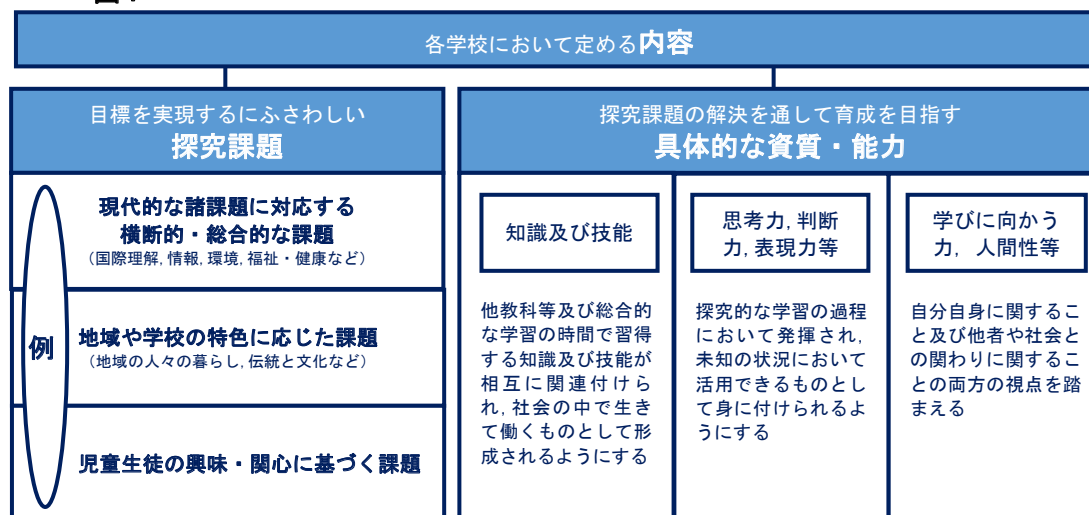 各学校において定める内容
目標を実現するにふさわしい
探究課題
探究課題の解決を通して育成を目指す
具体的な資質・能力
例
現代的な諸課題に対応する
横断的・総合的な課題
（国際理解,情報,環境,福祉・健康など）
地域や学校の特色に応じた課題
（地域の人々の暮らし,伝統と文化など）
児童生徒の興味・関心に基づく課題
知識及び技能
他教科等及び総合的
な学習の時間で習得
する知識及び技能が
相互に関連付けら
れ,社会の中で生き
て働くものとして形
成されるようにする
思考力,判断
力,表現力等
探究的な学習の過程
において発揮され,
未知の状況において
活用できるものとし
て身に付けられるよ
うにする
学びに向かう
力,　人間性等
自分自身に関するこ
と及び他者や社会と
の関わりに関するこ
との両方の視点を踏
まえる